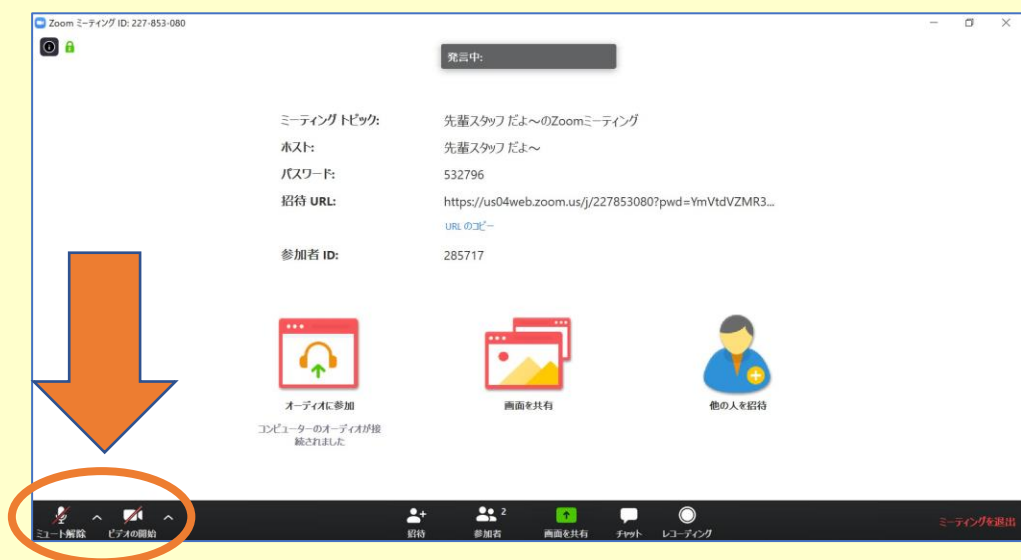 Zoom ミーティング ID: 227-853-080
発言中:
ミーティング トピック: 先輩スタッフ だよ～のZoomミーティング
ホスト: 先輩スタッフ だよ～
パスワード: 532796
招待 URL: https://us04web.zoom.us/j/227853080?pwd=YmVtdVZMR3...
URL のコピー
参加者 ID: 285717
オーディオに参加 画面を共有 他の人を招待
コンピューターのオーディオが接
続されました
ミュート解除 ビデオの開始 招待 参加者 2 画面を共有 チャット レコーディング ミーティングを退出